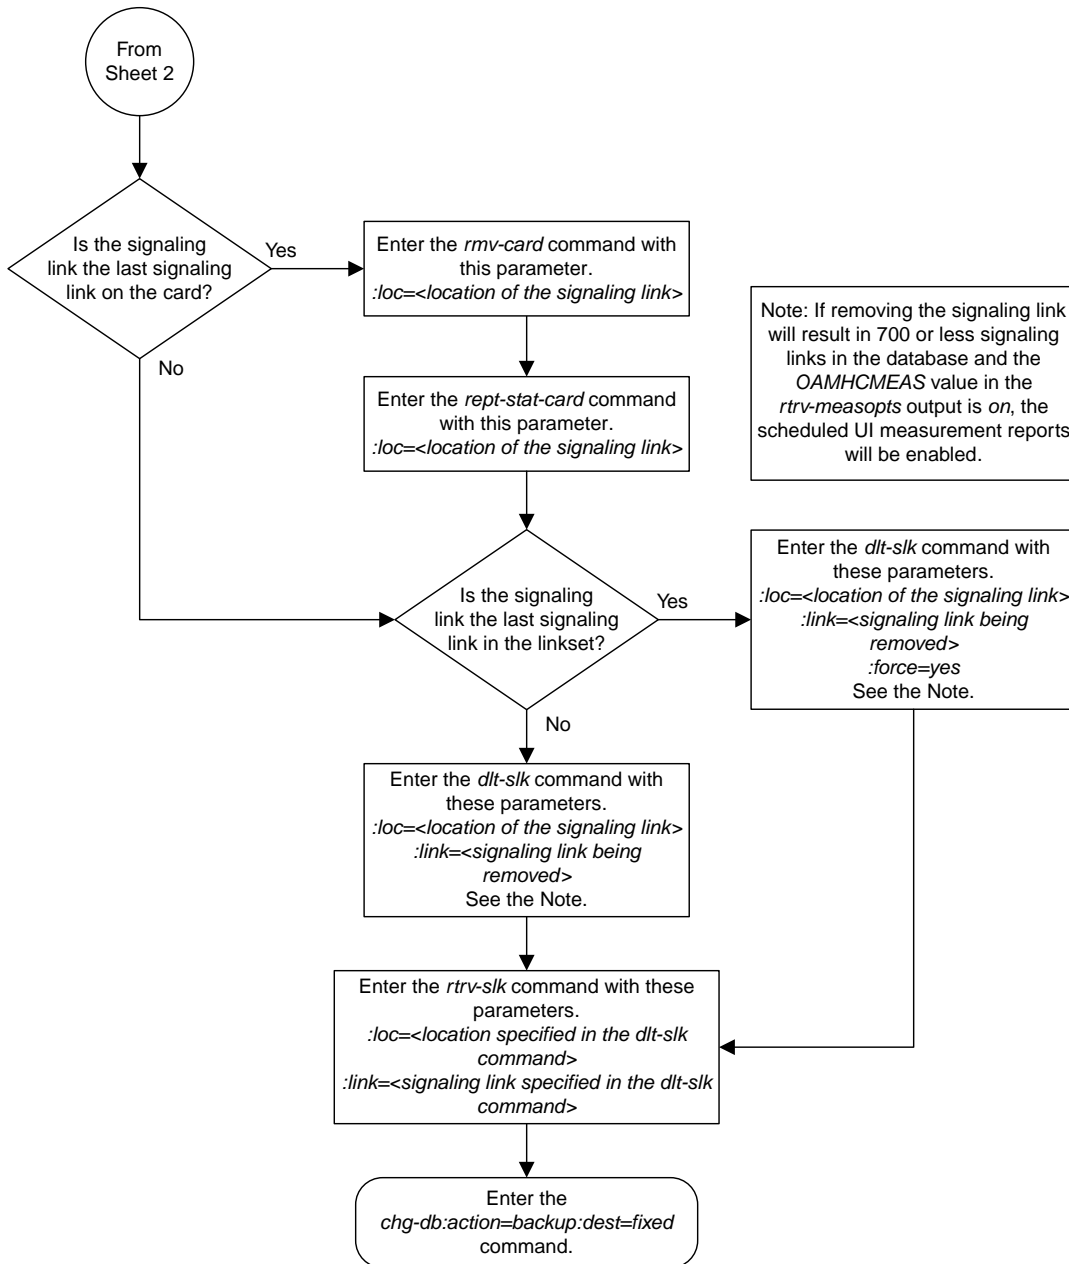 From
Sheet 2
Is the signaling
link the last signaling
link on the card?
Yes
No
Enter the rmv-card command with
this parameter.
:loc=<location of the signaling link>
Enter the rept-stat-card command
with this parameter.
:loc=<location of the signaling link>
Note: If removing the signaling link
will result in 700 or less signaling
links in the database and the
OAMHCMEAS value in the
rtrv-measopts output is on, the
scheduled UI measurement reports
will be enabled.
Is the signaling
link the last signaling
link in the linkset?
Yes
No
Enter the dlt-slk command with
these parameters.
:loc=<location of the signaling link>
:link=<signaling link being
removed>
:force=yes
See the Note.
Enter the dlt-slk command with
these parameters.
:loc=<location of the signaling link>
:link=<signaling link being
removed>
See the Note.
Enter the rtrv-slk command with these
parameters.
:loc=<location specified in the dlt-slk
command>
:link=<signaling link specified in the dlt-slk
command>
Enter the
chg-db:action=backup:dest=fixed
command.